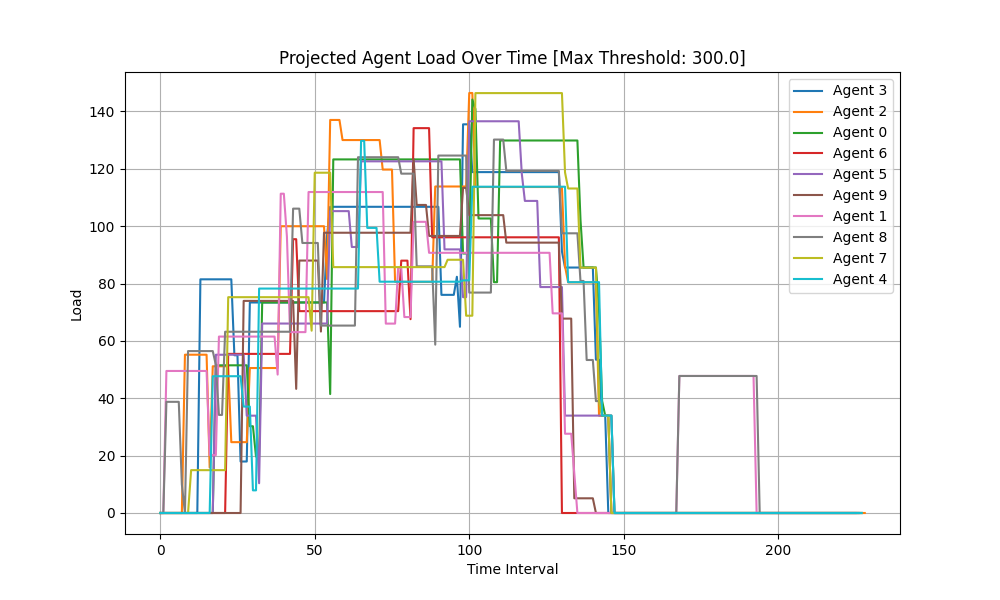 Projected Agent Load Over Time [Max Threshold: 300.0]
Load
140
120
100
80
60
40
20
0
0
50
100
150
200
Time Interval
Agent 3
Agent 2
Agent 0
Agent 6
Agent 5
Agent 9
Agent 1
Agent 8
Agent 7
Agent 4